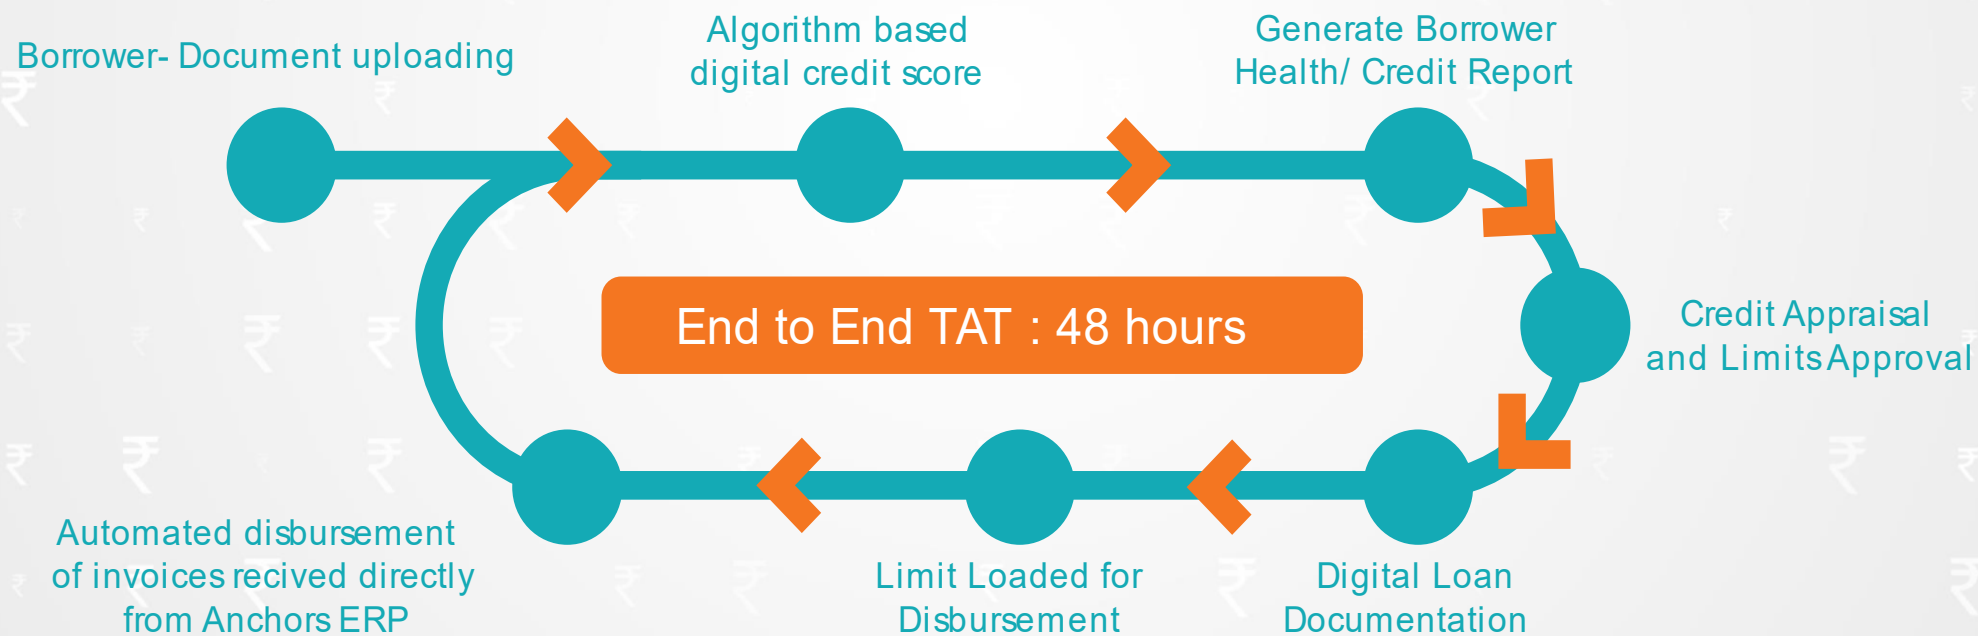 Borrower- Document uploading
Algorithm based
digital credit score
Generate Borrower
Health/ Credit Report
End to End TAT : 48 hours
Credit Appraisal
and Limits Approval
Automated disbursement
of invoices recived directly
from Anchors ERP
Limit Loaded for
Disbursement
Digital Loan
Documentation